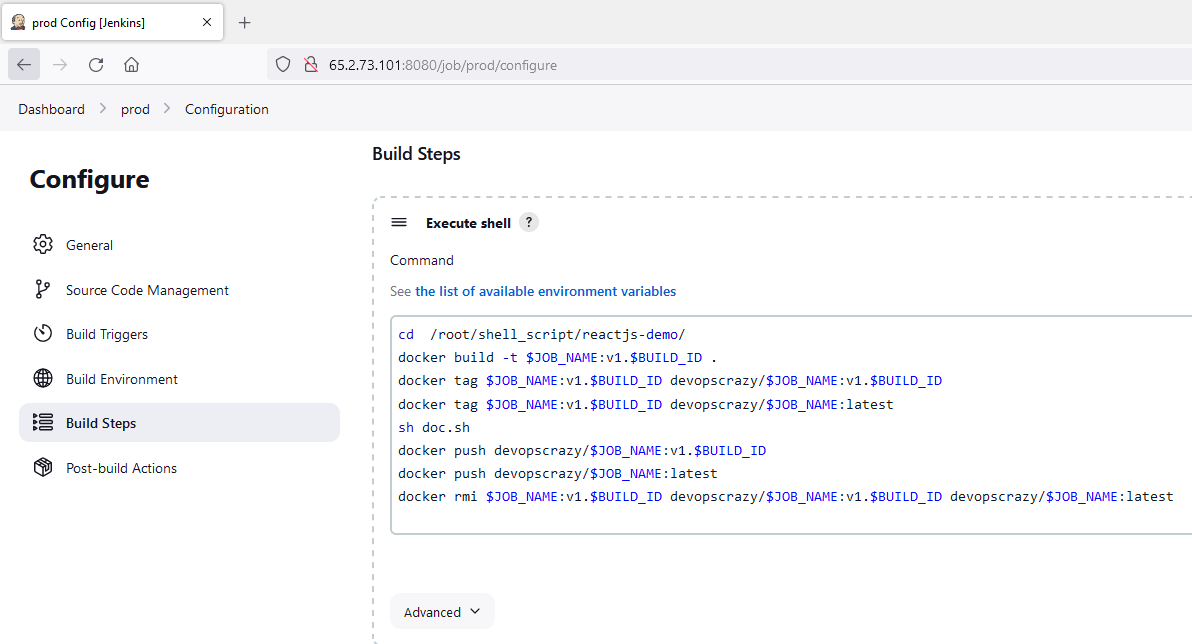 prod Config [Jenkins]
65.2.73.101:8080/job/prod/configure
Dashboard
prod
Configuration
Configure
General
Source Code Management
Build Triggers
Build Environment
Build Steps
Post-build Actions
Build Steps
Execute shell ?
Command
See the list of available environment variables
cd  /root/shell_script/reactjs-demo/
docker build -t $JOB_NAME:v1.$BUILD_ID .
docker tag $JOB_NAME:v1.$BUILD_ID devopscrazy/$JOB_NAME:v1.$BUILD_ID
docker tag $JOB_NAME:v1.$BUILD_ID devopscrazy/$JOB_NAME:latest
sh doc.sh
docker push devopscrazy/$JOB_NAME:v1.$BUILD_ID
docker push devopscrazy/$JOB_NAME:latest
docker rmi $JOB_NAME:v1.$BUILD_ID devopscrazy/$JOB_NAME:v1.$BUILD_ID devopscrazy/$JOB_NAME:latest
Advanced